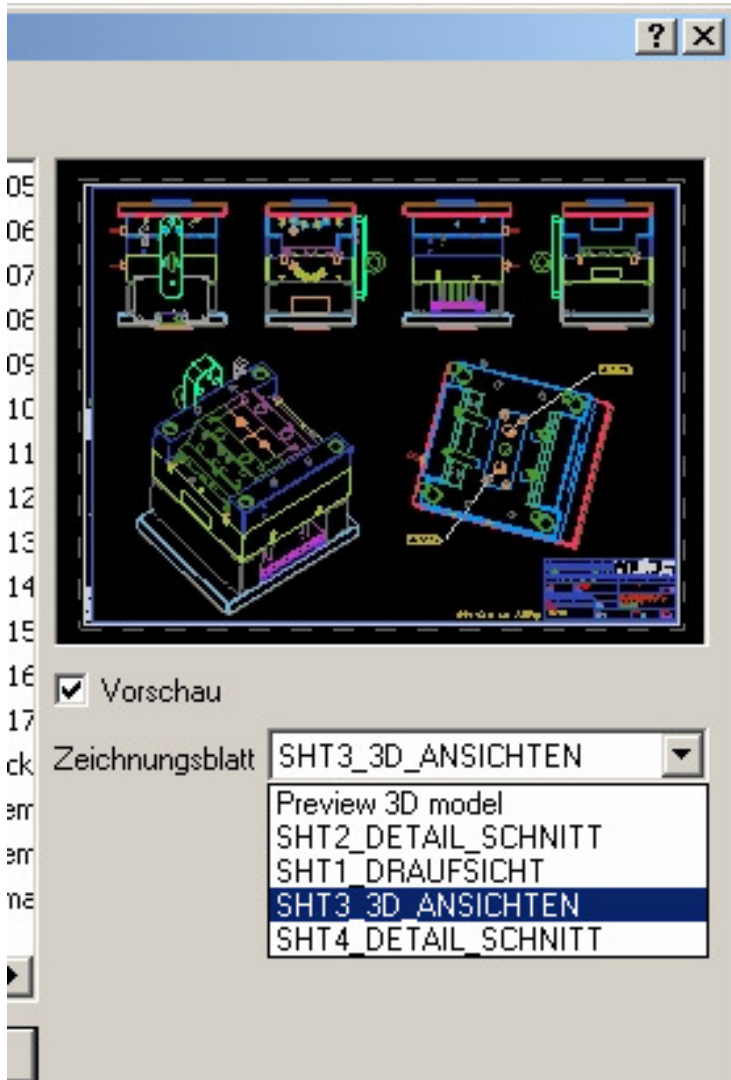 05
06
07
08
09
10
11
12
13
14
15
16
17
ck
em
em
ma
Vorschau
Zeichnungsblatt SHT3_3D_ANSICHTEN
Preview 3D model
SHT2_DETAIL_SCHNITT
SHT1_DRAUFSICHT
SHT3_3D_ANSICHTEN
SHT4_DETAIL_SCHNITT